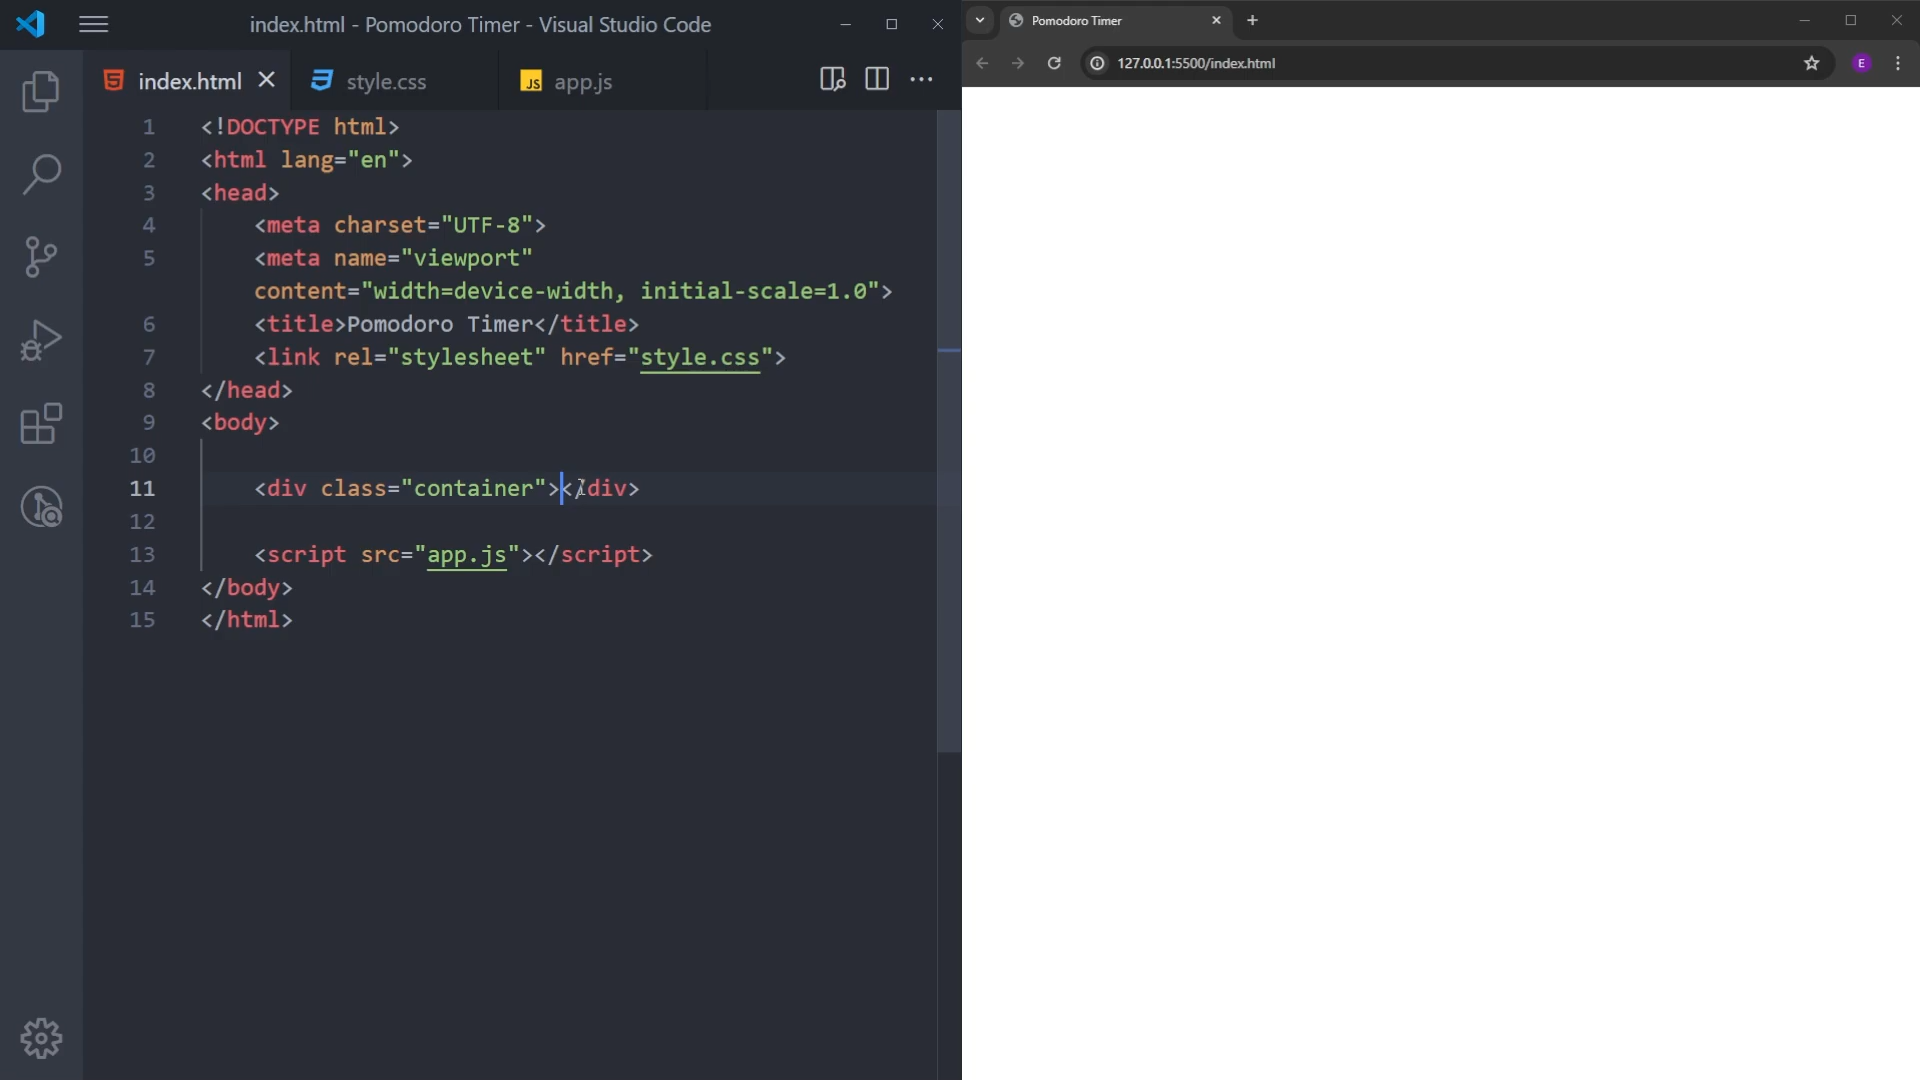 index.html - Pomodoro Timer - Visual Studio Code
index.html
style.css
JS app.js
1 <!DOCTYPE html>
2 <html lang="en">
3 <head>
4 <meta charset="UTF-8">
5 <meta name="viewport"
content="width=device-width, initial-scale=1.0">
6 <title>Pomodoro Timer</title>
7 <link rel="stylesheet" href="style.css">
8 </head>
9 <body>
10
11 <div class="container"></div>
12
13 <script src="app.js"></script>
14 </body>
15 </html>
Pomodoro Timer
127.0.0.1:5500/index.html
E